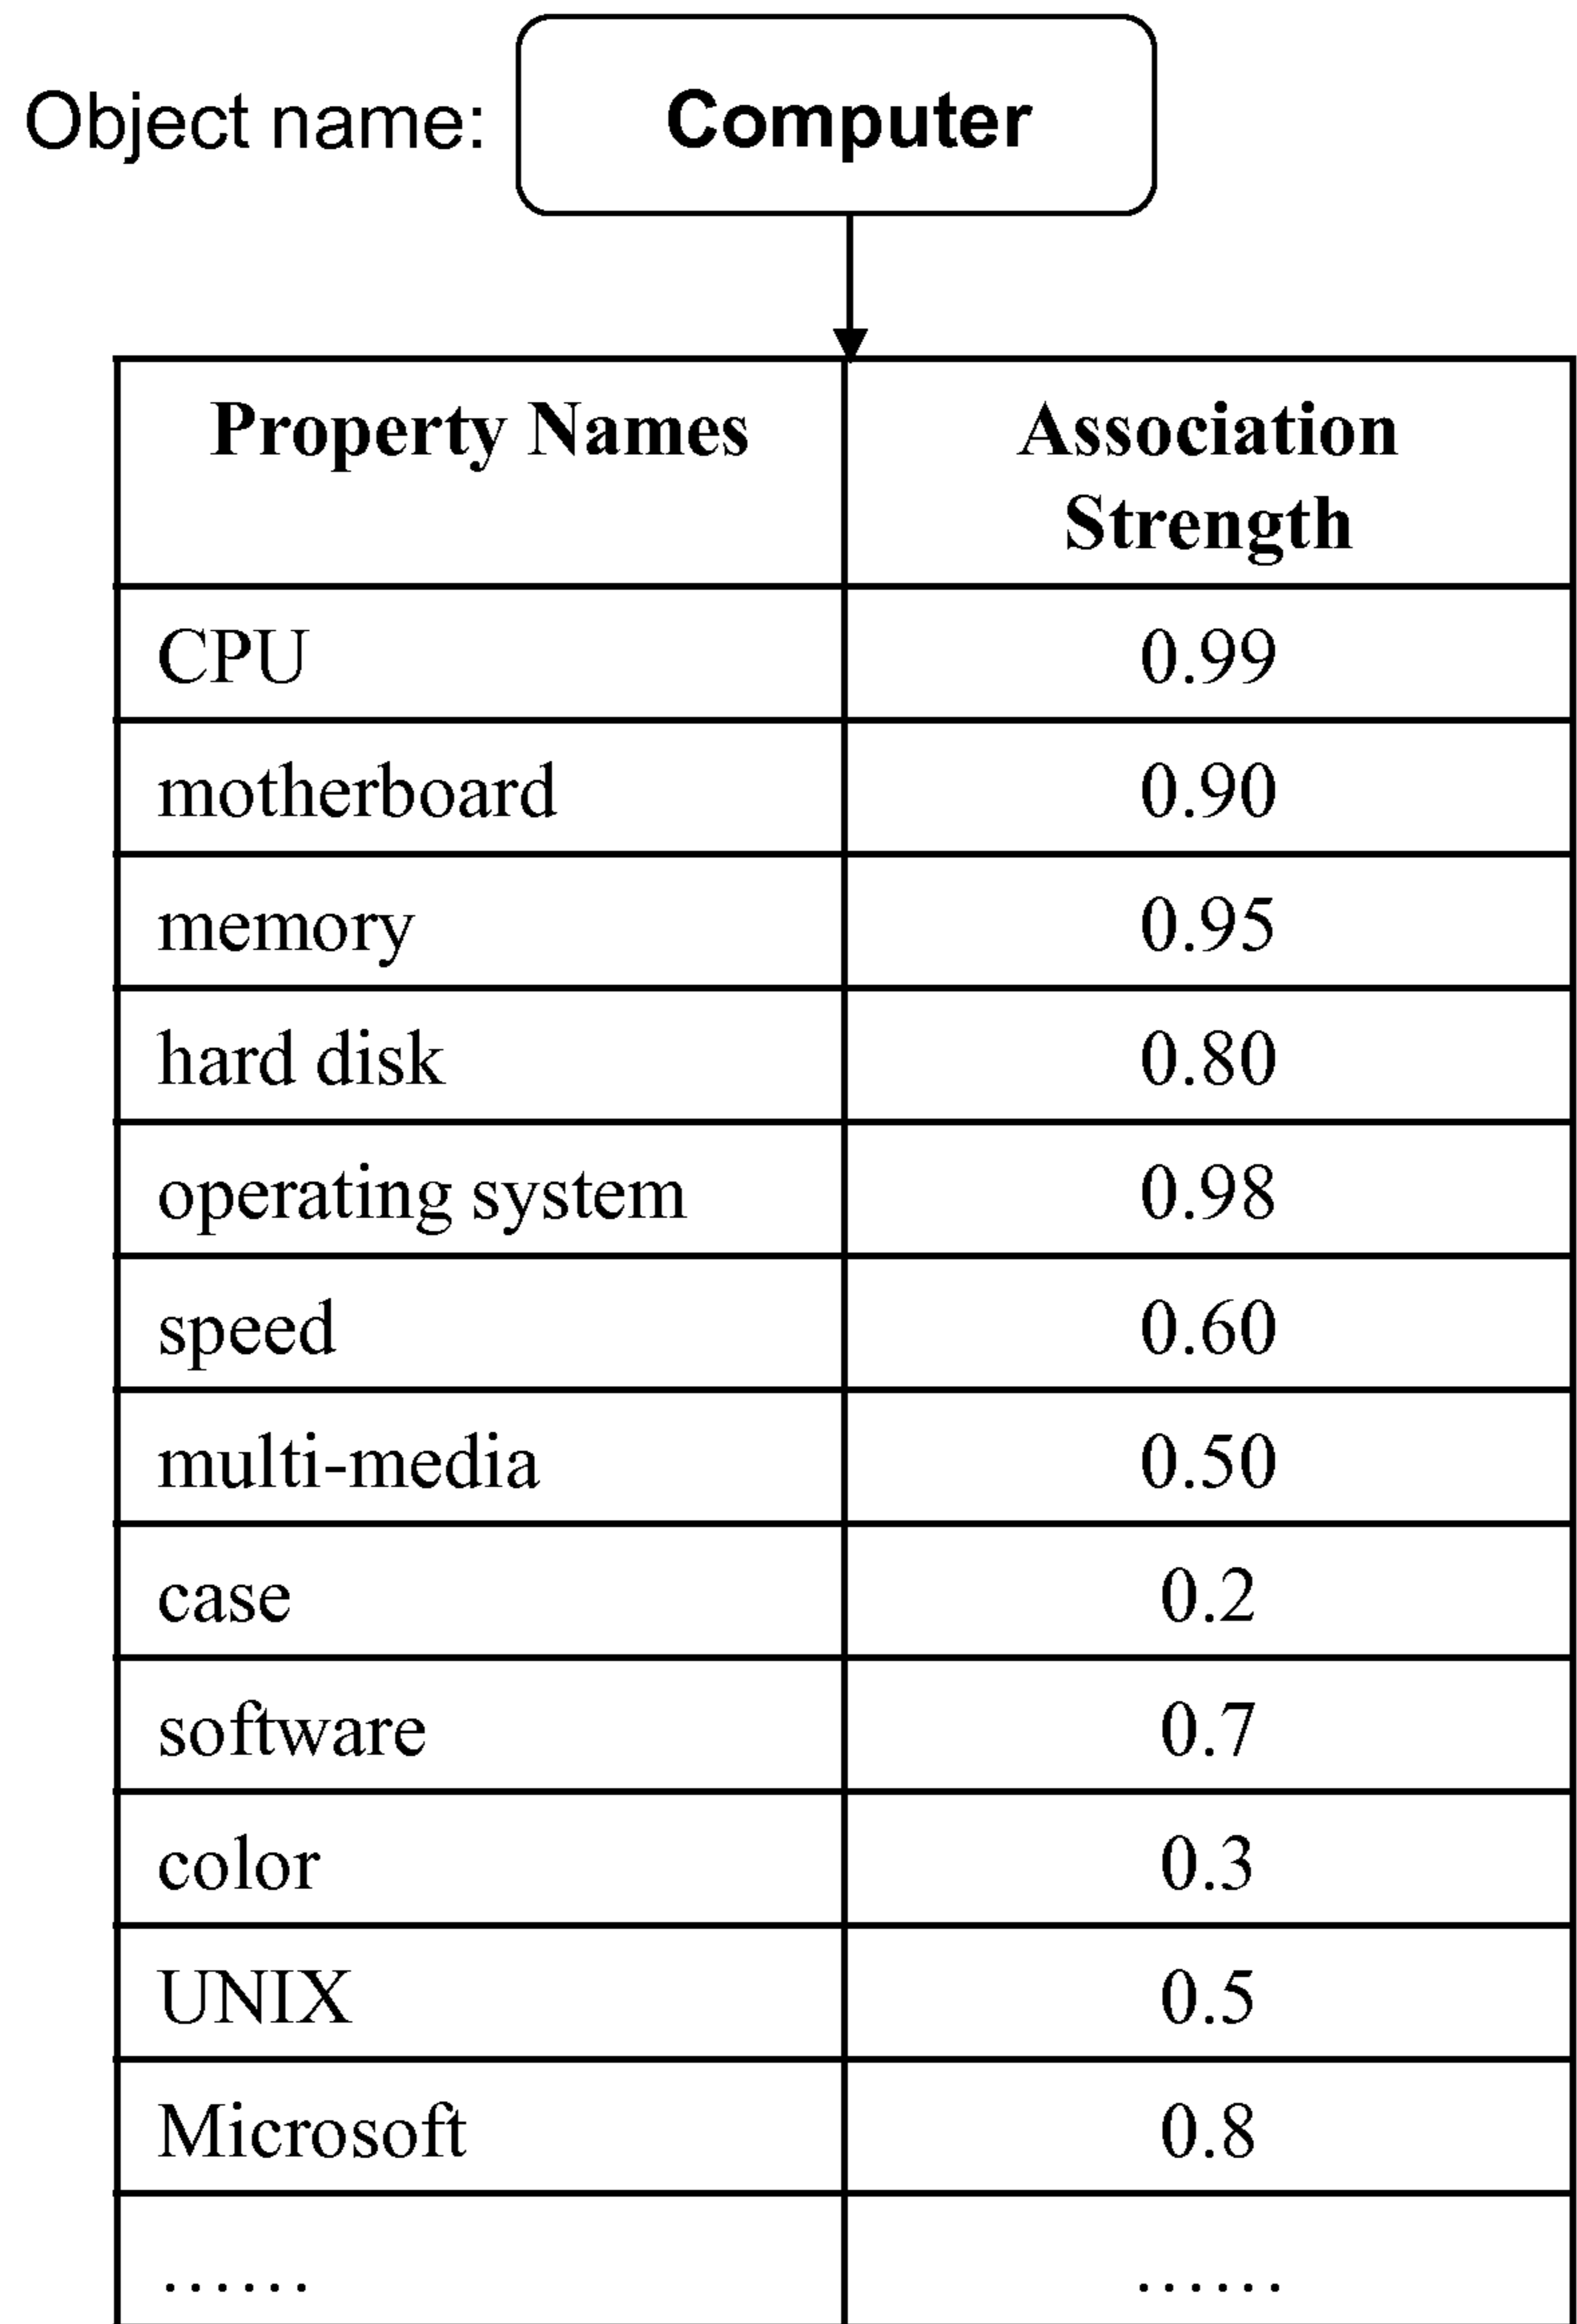 Object name: Computer
Property Names Association
Strength
CPU 0.99
motherboard 0.90
memory 0.95
hard disk 0.80
operating system 0.98
speed 0.60
multi-media 0.50
case 0.2
software 0.7
color 0.3
UNIX 0.5
Microsoft 0.8
...... ......